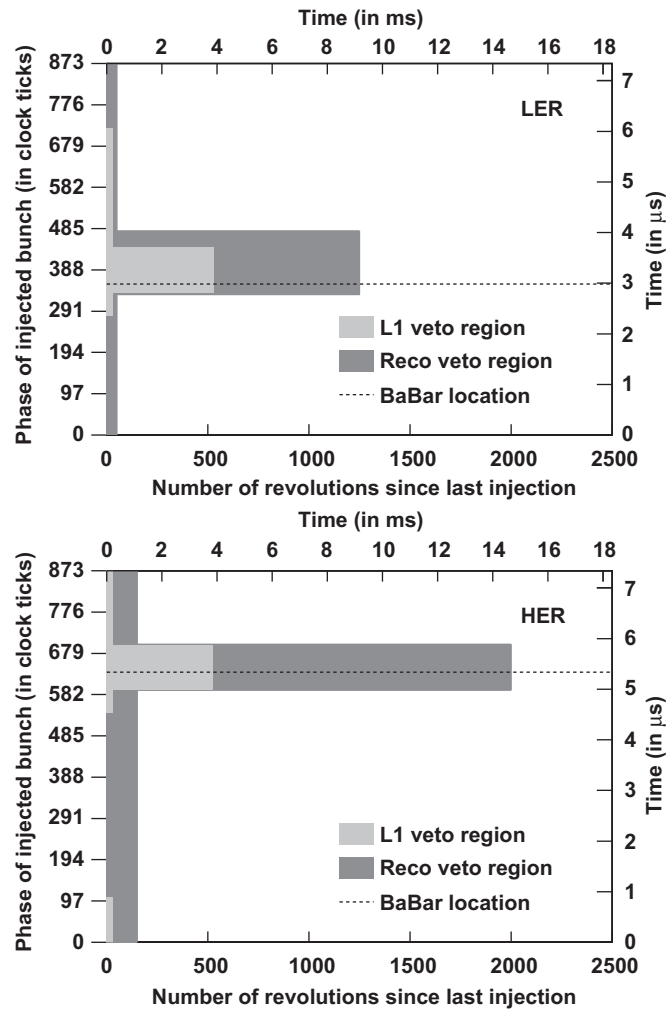 Time (in ms)
0 2 4 6 8 10 12 14 16 18
Phase of injected bunch (in clock ticks)
873
776
679
582
485
388
291
194
97
0
LER
7
6
5
4
3
2
1
0
Time (in μs)
L1 veto region
Reco veto region
BaBar location
0 500 1000 1500 2000 2500
Number of revolutions since last injection
Time (in ms)
0 2 4 6 8 10 12 14 16 18
Phase of injected bunch (in clock ticks)
873
776
679
582
485
388
291
194
97
0
HER
7
6
5
4
3
2
1
0
Time (in μs)
L1 veto region
Reco veto region
BaBar location
0 500 1000 1500 2000 2500
Number of revolutions since last injection